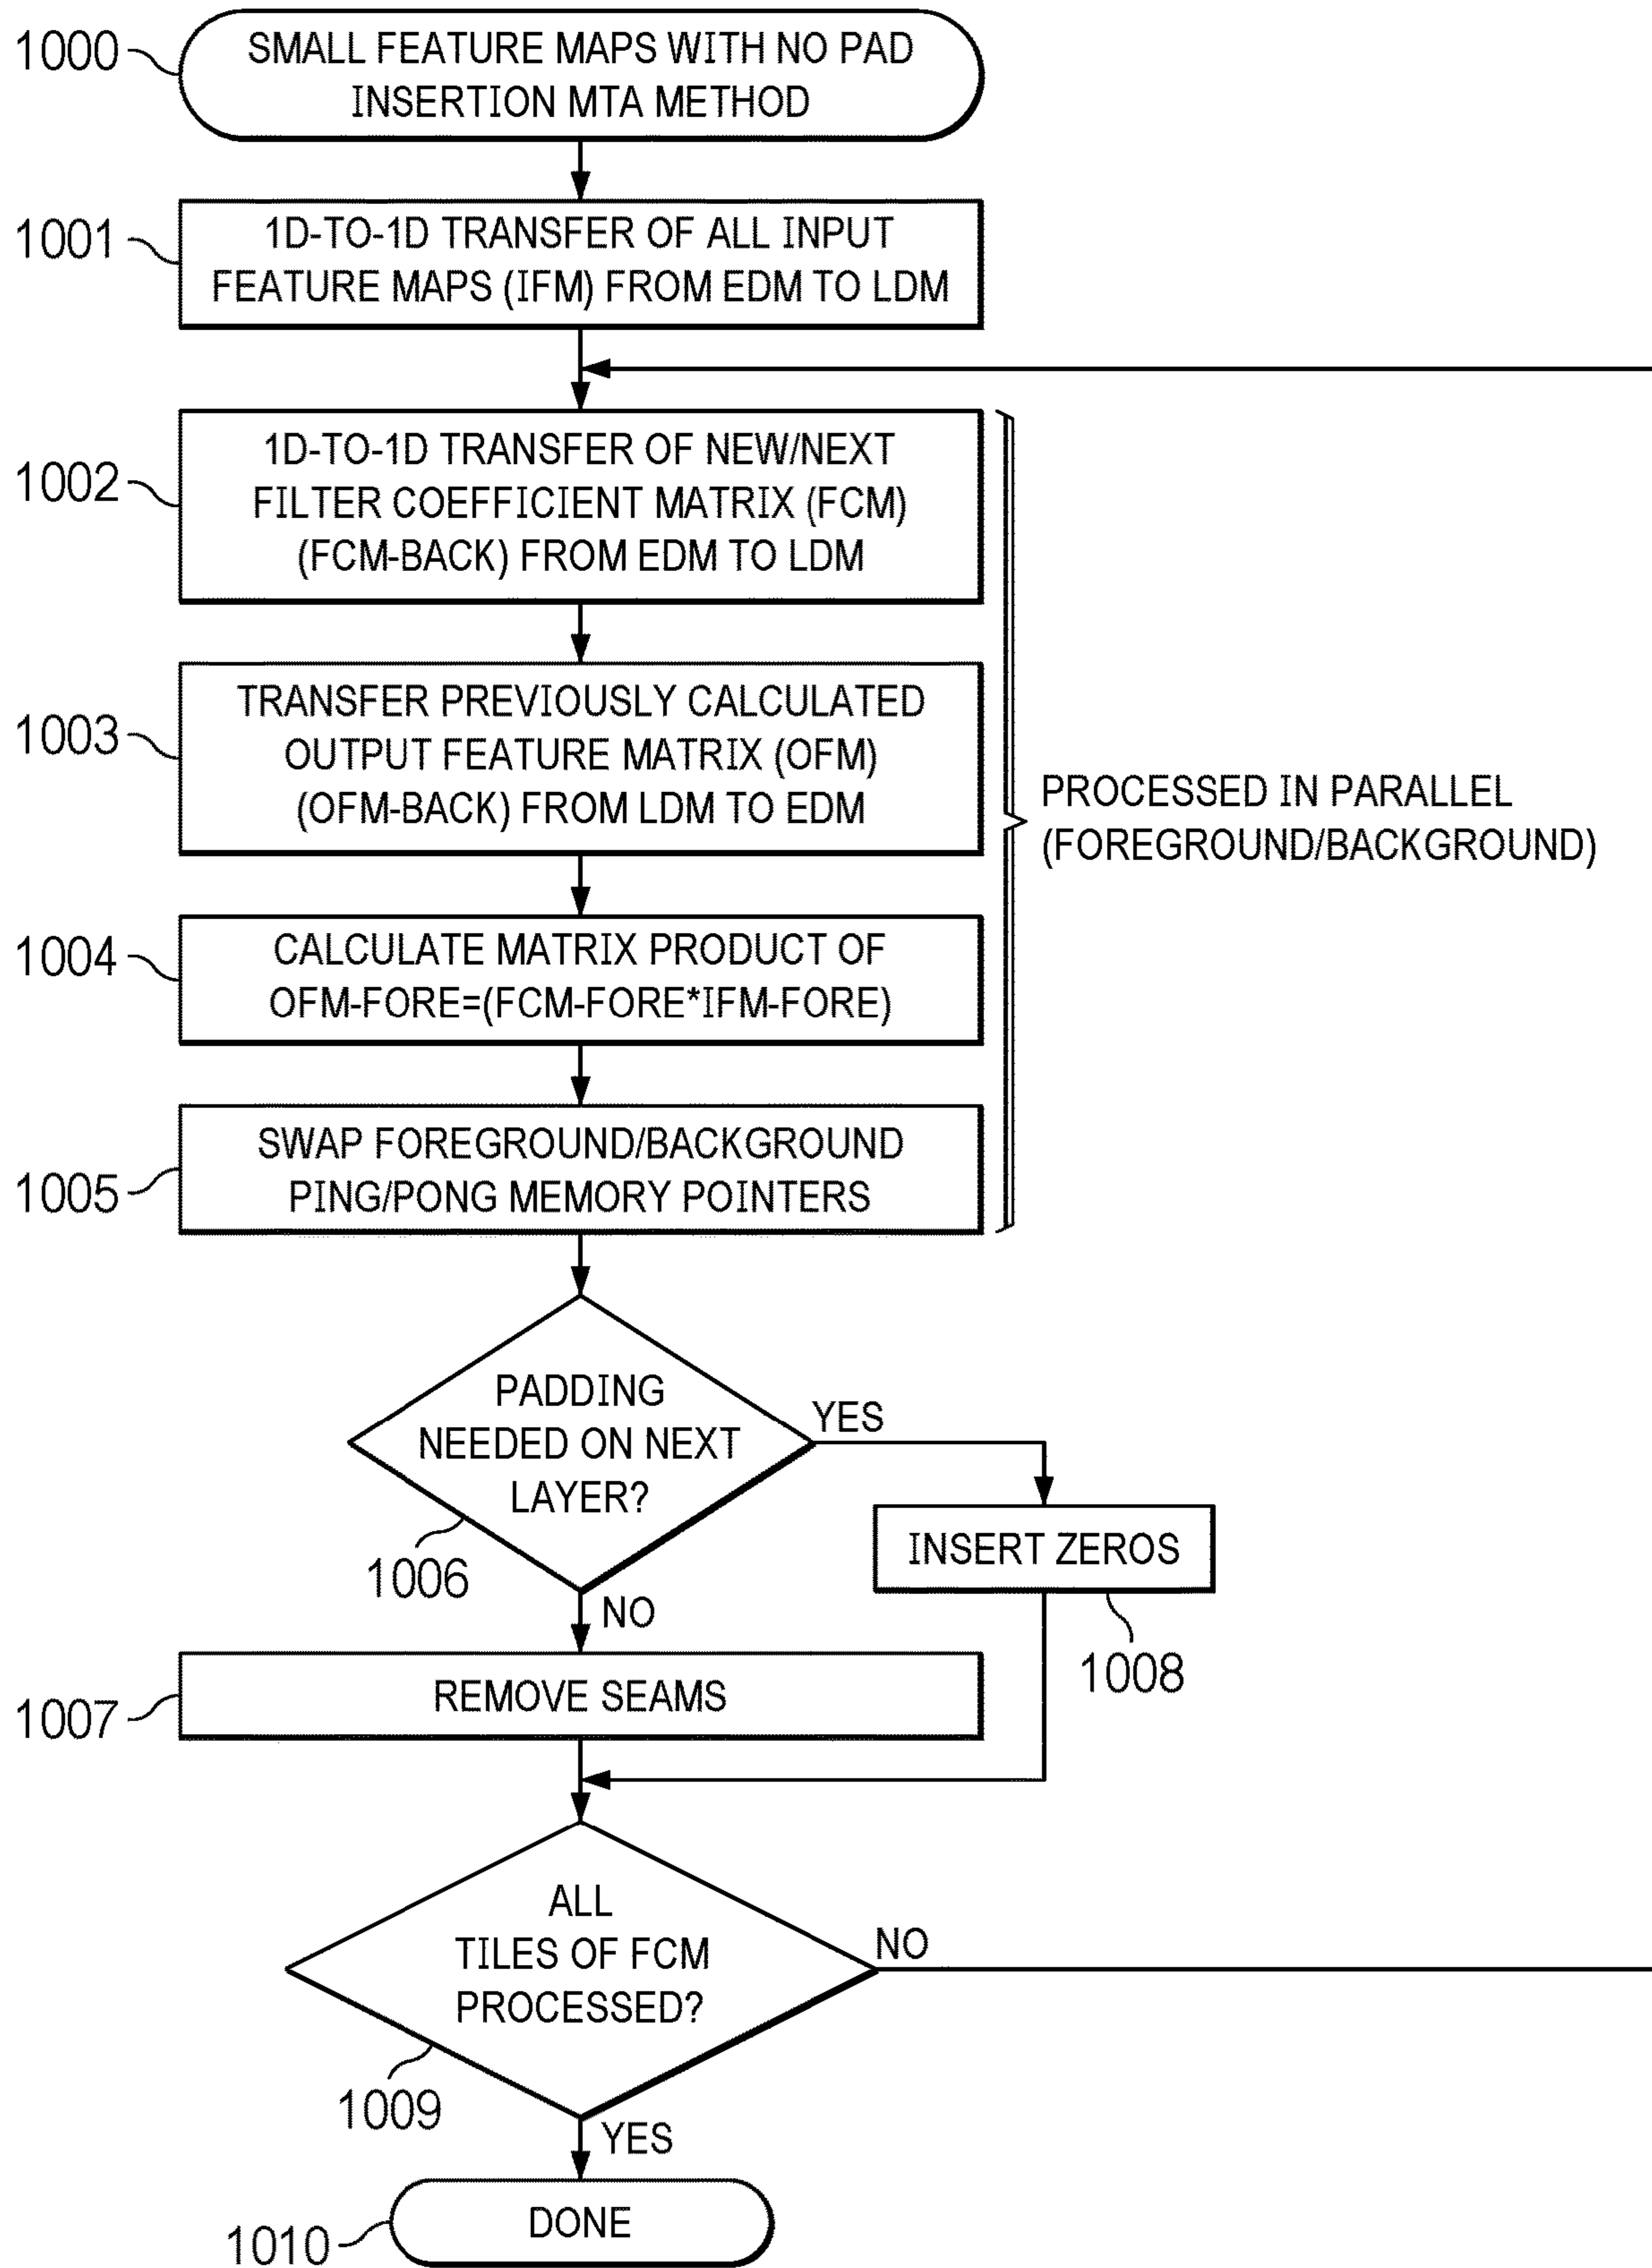 1000
SMALL FEATURE MAPS WITH NO PAD
INSERTION MTA METHOD
1001
1D-TO-1D TRANSFER OF ALL INPUT
FEATURE MAPS (IFM) FROM EDM TO LDM
1002
1D-TO-1D TRANSFER OF NEW/NEXT
FILTER COEFFICIENT MATRIX (FCM)
(FCM-BACK) FROM EDM TO LDM
1003
TRANSFER PREVIOUSLY CALCULATED
OUTPUT FEATURE MATRIX (OFM)
(OFM-BACK) FROM LDM TO EDM
PROCESSED IN PARALLEL
(FOREGROUND/BACKGROUND)
1004
CALCULATE MATRIX PRODUCT OF
OFM-FORE=(FCM-FORE*IFM-FORE)
1005
SWAP FOREGROUND/BACKGROUND
PING/PONG MEMORY POINTERS
PADDING
NEEDED ON NEXT
LAYER?
YES
1006
NO
INSERT ZEROS
1008
1007
REMOVE SEAMS
ALL
TILES OF FCM
PROCESSED?
NO
1009
YES
1010
DONE